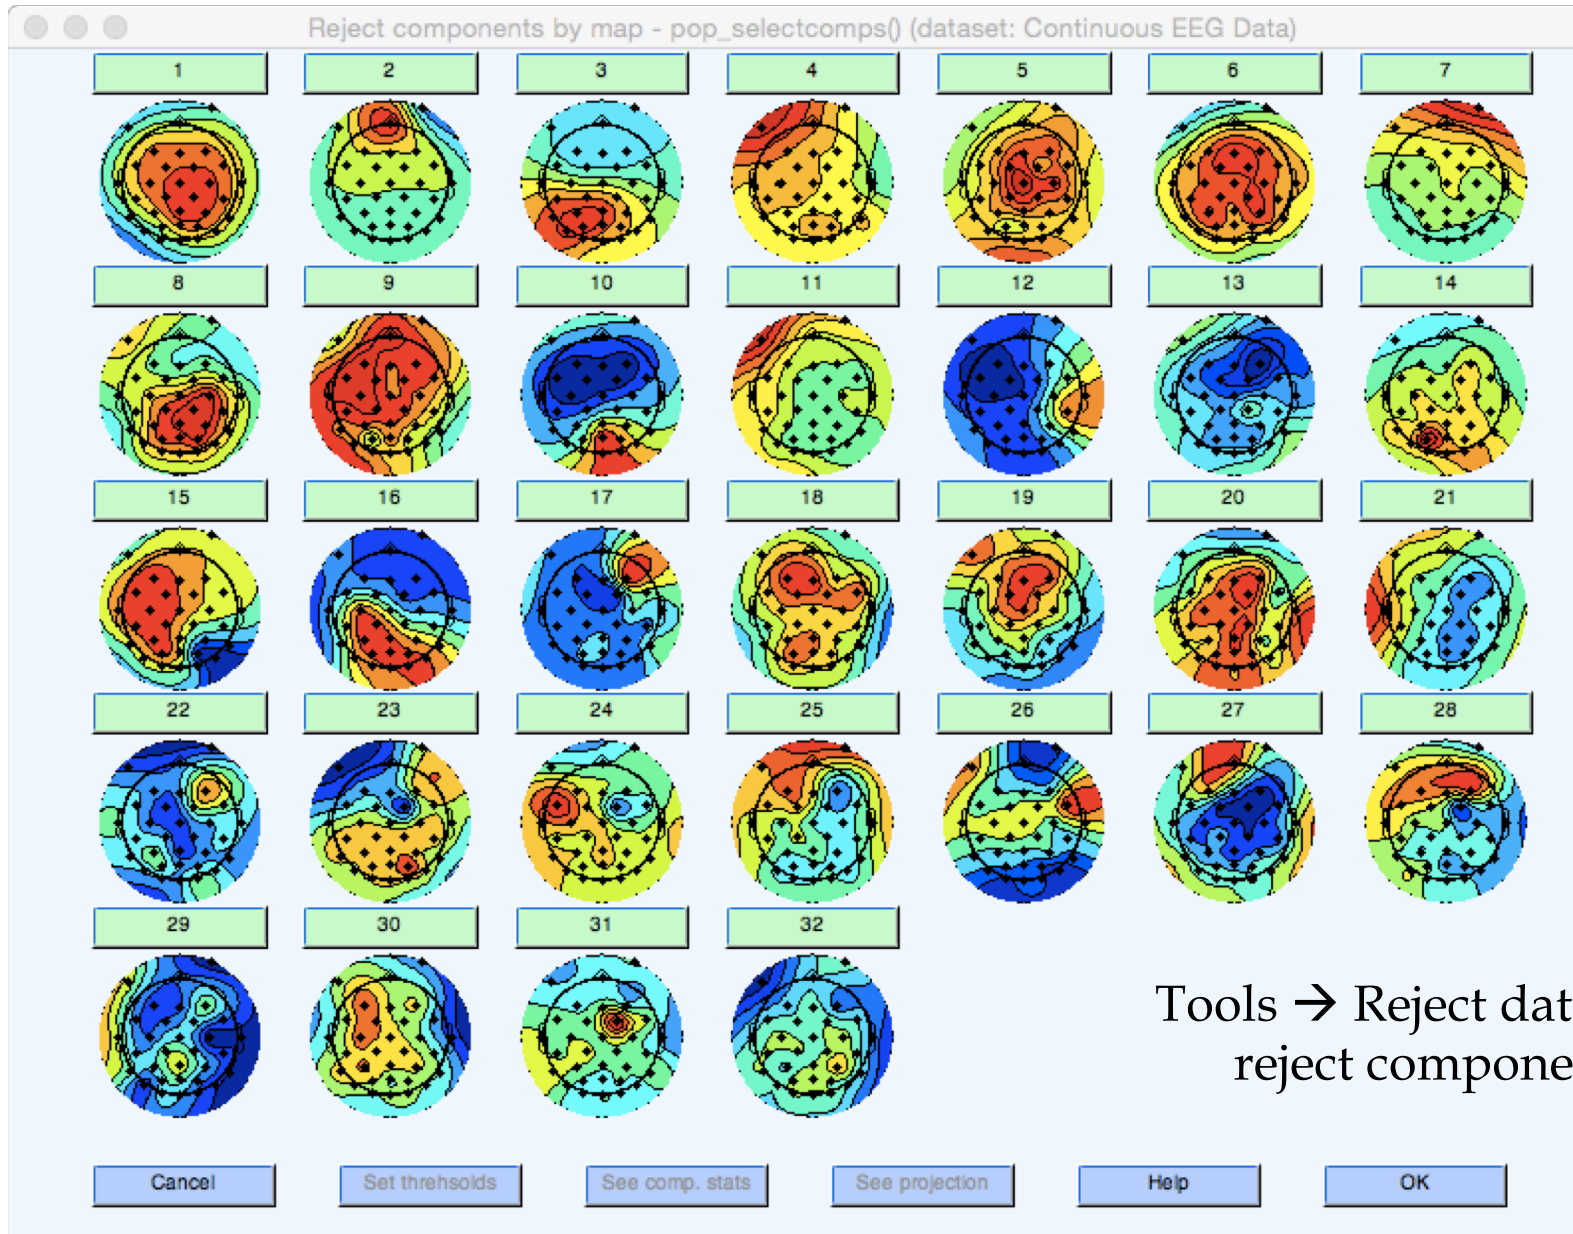 Reject components by map - pop_selectcomps() (dataset: Continuous EEG Data)
1 2 3 4 5 6 7
8 9 10 11 12 13 14
15 16 17 18 19 20 21
22 23 24 25 26 27 28
29 30 31 32
Tools → Reject dat
reject compone
Cancel Set threhsolds See comp. stats See projection Help OK